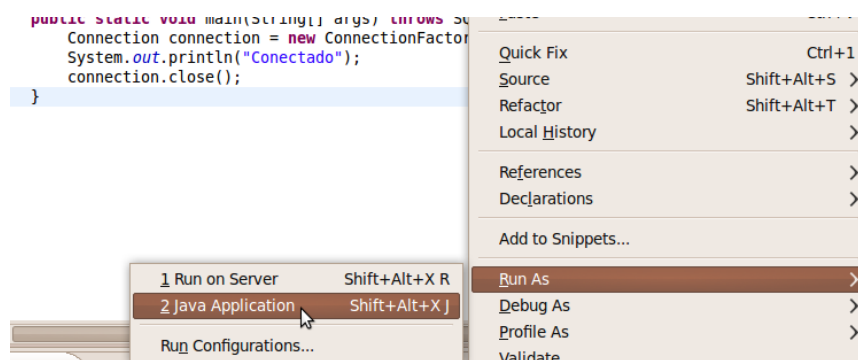 public static void main(String[] args) throws SQ
Connection connection = new ConnectionFactor
System.out.println("Conectado");
connection.close();
}
Quick Fix Ctrl+1
Source Shift+Alt+S
Refactor Shift+Alt+T
Local History
References
Declarations
Add to Snippets...
Run As
Debug As
Profile As
Validate
1 Run on Server Shift+Alt+X R
2 Java Application Shift+Alt+X J
Run Configurations...